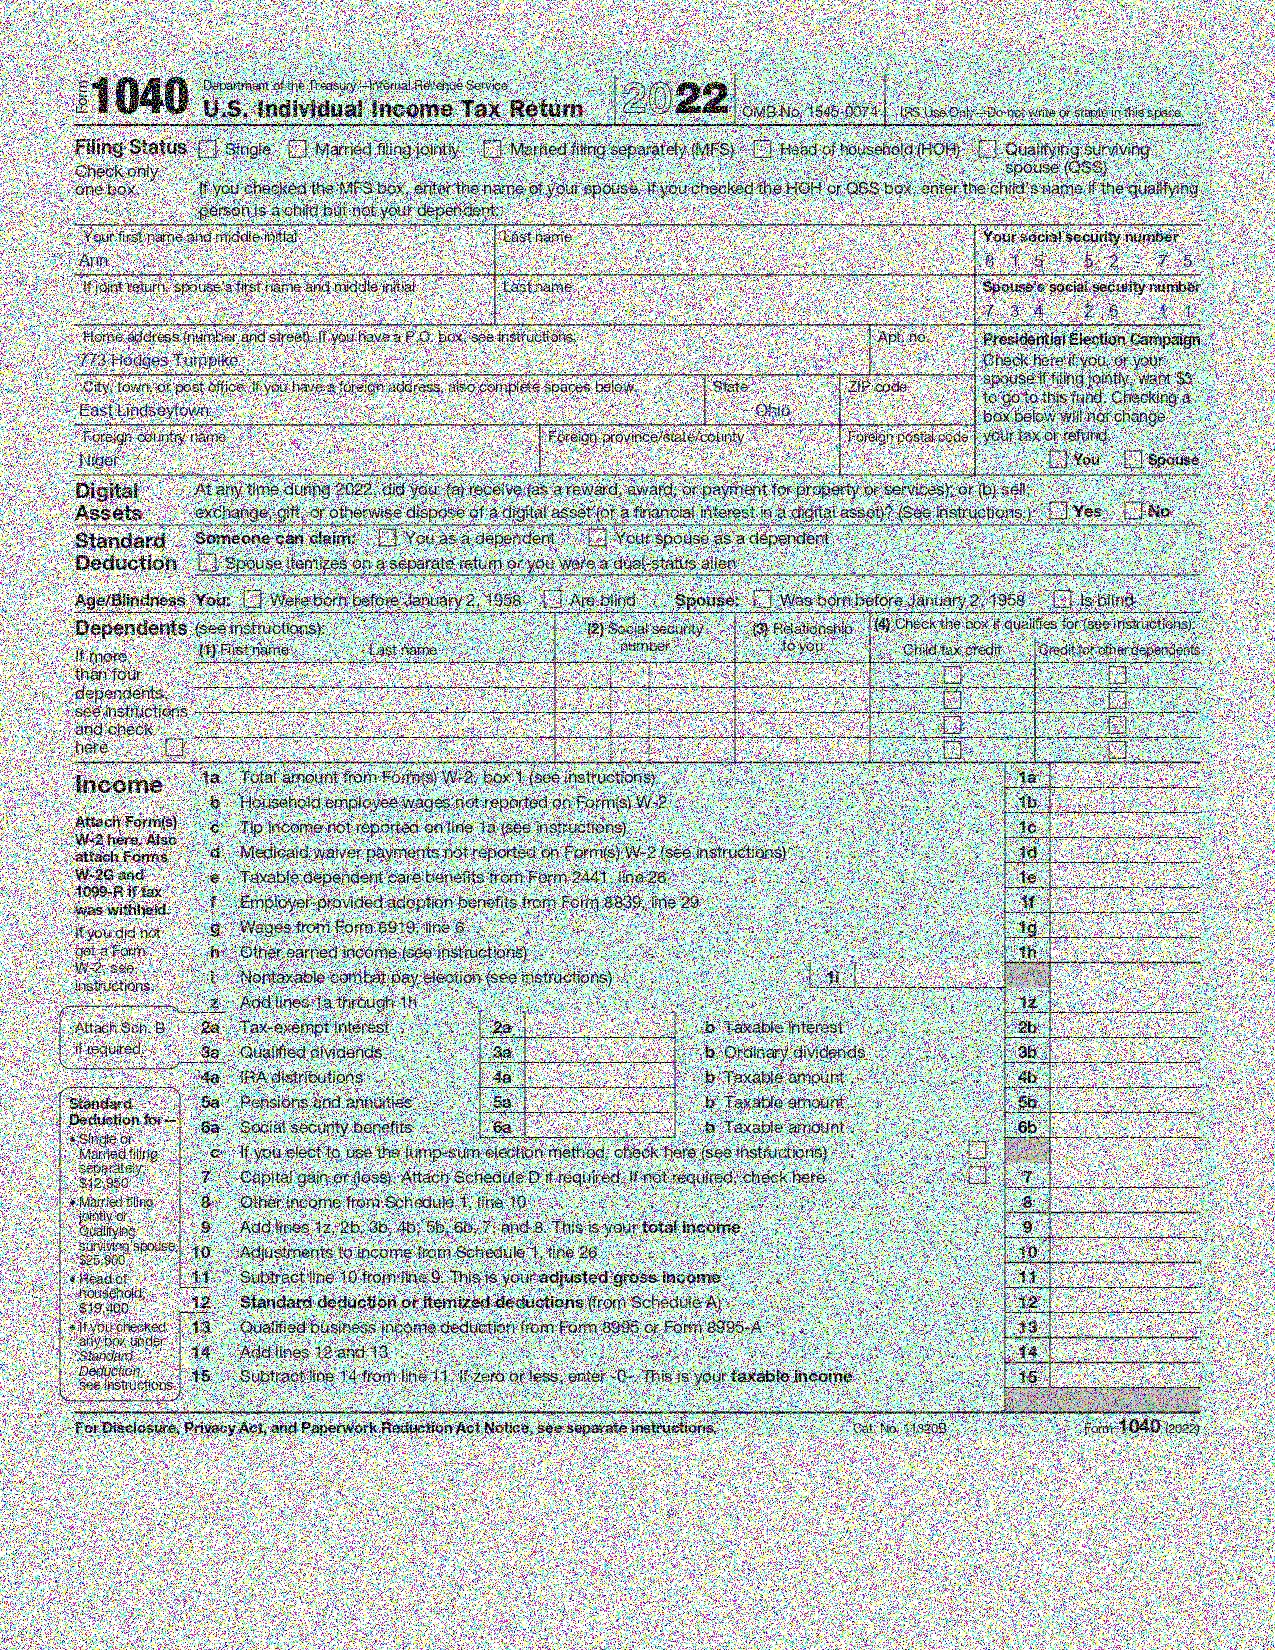 Form 1040 Department of the Treasury—Internal Revenue Service
U.S. Individual Income Tax Return 2022 OMB No. 1545-0074 IRS Use Only—Do not write or staple in this space.
Filing Status Single Married filing jointly Married filing separately (MFS) Head of household (HOH) Qualifying surviving spouse (QSS)
Check only one box.
If you checked the MFS box, enter the name of your spouse. If you checked the HOH or QSS box, enter the child's name if the qualifying
person is a child but not your dependent:
Your first name and middle initial Last name Your social security number
Ann
If joint return, spouse's first name and middle initial Last name Spouse's social security number
7 3 4 2 6
Home address (number and street). If you have a P.O. box, see instructions. Apt. no.
773 Hodges Turnpike
City, town, or post office. If you have a foreign address, also complete spaces below. State ZIP code
East Lindseytown Ohio
Foreign country name Foreign province/state/county Foreign postal code
Niger
Presidential Election Campaign
Check here if you, or your
spouse if filing jointly, want $3
to go to this fund. Checking a
box below will not change
your tax or refund.
You Spouse
Digital Assets
At any time during 2022, did you: (a) receive (as a reward, award, or payment for property or services); or (b) sell,
exchange, gift, or otherwise dispose of a digital asset (or a financial interest in a digital asset)? (See instructions.) Yes No
Standard Deduction
Someone can claim: You as a dependent Your spouse as a dependent
Spouse itemizes on a separate return or you were a dual-status alien
Age/Blindness You: Were born before January 2, 1958 Are blind Spouse: Was born before January 2, 1958 Is blind
Dependents (see instructions): (2) Social security number (3) Relationship to you (4) Check the box if qualifies for (see instructions):
(1) First name Last name Child tax credit Credit for other dependents
If more
than four
dependents,
see instructions
and check
here
Income
1a Total amount from Form(s) W-2, box 1 (see instructions) 1a
b Household employee wages not reported on Form(s) W-2 1b
c Tip income not reported on line 1a (see instructions) 1c
d Medicaid waiver payments not reported on Form(s) W-2 (see instructions) 1d
e Taxable dependent care benefits from Form 2441, line 26 1e
f Employer-provided adoption benefits from Form 8839, line 29 1f
g Wages from Form 8919, line 6 1g
h Other earned income (see instructions) 1h
i Nontaxable combat pay election (see instructions) 1i
z Add lines 1a through 1h 1z
Attach Form(s)
W-2 here. Also
attach Forms
W-2G and
1099-R if tax
was withheld.
If you did not
get a Form
W-2, see
instructions.
Attach Sch. B
if required.
2a Tax-exempt interest 2a b Taxable interest 2b
3a Qualified dividends 3a b Ordinary dividends 3b
4a IRA distributions 4a b Taxable amount 4b
5a Pensions and annuities 5a b Taxable amount 5b
6a Social security benefits 6a b Taxable amount 6b
c If you elect to use the lump-sum election method, check here (see instructions)
7 Capital gain or (loss). Attach Schedule D if required. If not required, check here 7
8 Other income from Schedule 1, line 10 8
9 Add lines 1z, 2b, 3b, 4b, 5b, 6b, 7, and 8. This is your total income 9
10 Adjustments to income from Schedule 1, line 26 10
11 Subtract line 10 from line 9. This is your adjusted gross income 11
12 Standard deduction or itemized deductions (from Schedule A) 12
13 Qualified business income deduction from Form 8995 or Form 8995-A 13
14 Add lines 12 and 13 14
15 Subtract line 14 from line 11. If zero or less, enter -0-. This is your taxable income 15
Standard
Deduction for—
• Single or
Married filing
separately,
$12,950
• Married filing
jointly or
Qualifying
surviving spouse,
$25,900
• Head of
household,
$19,400
• If you checked
any box under
Standard
Deduction,
see instructions.
For Disclosure, Privacy Act, and Paperwork Reduction Act Notice, see separate instructions. Cat. No. 11320B Form 1040 (2022)